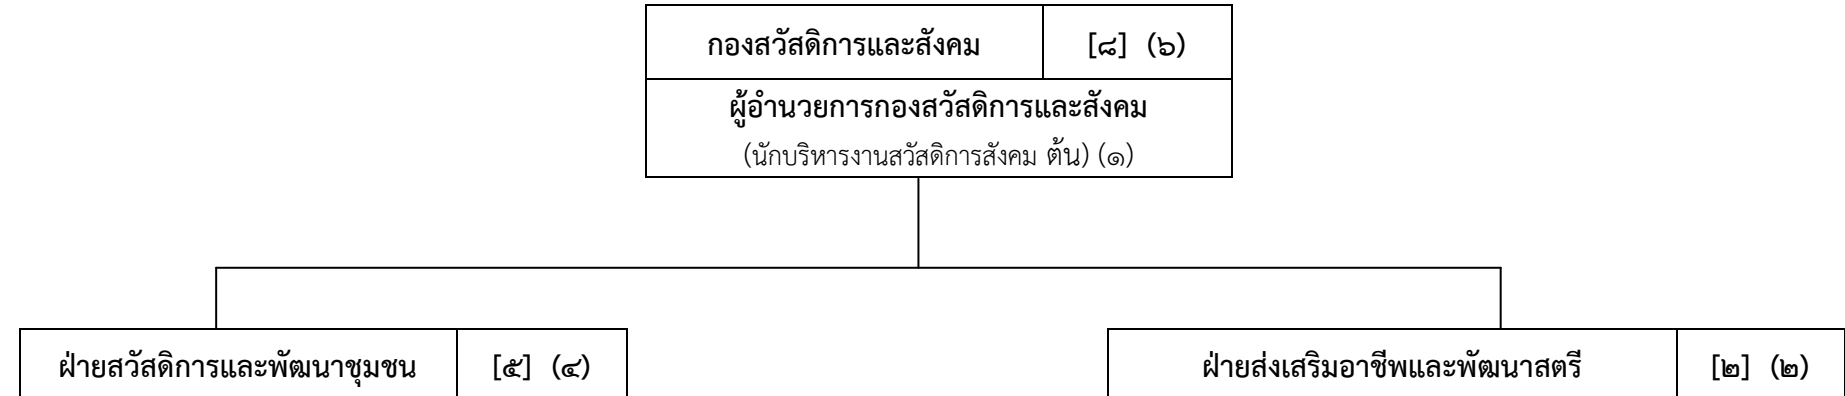 กองสวัสดิการและสังคม [๘] (๖)
ผู้อำนวยการกองสวัสดิการและสังคม
(นักบริหารงานสวัสดิการสังคม ต้น) (๑)
ฝ่ายสวัสดิการและพัฒนาชุมชน [๕] (๔)
ฝ่ายส่งเสริมอาชีพและพัฒนาสตรี [๒] (๒)